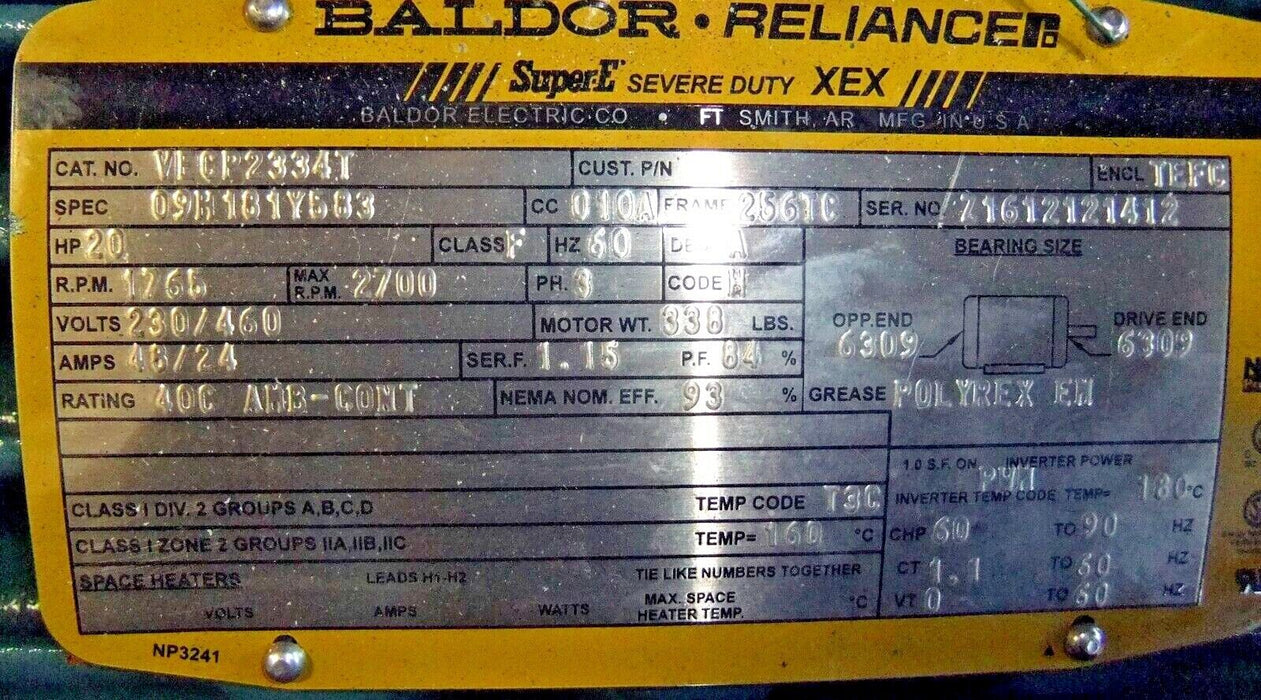 BALDOR • RELIANCE
Super-E SEVERE DUTY XEX
BALDOR ELECTRIC CO • FT SMITH, AR MFG IN U S A
CAT. NO. VECP2334T CUST. P/N ENCL TEFC
SPEC 09H181Y583 CC 010A FRAME 256TC SER. NO. Z1612121412
HP 20 CLASS F HZ 60 DES A
BEARING SIZE
R.P.M. 1765 MAX R.P.M. 2700 PH. 3 CODE
VOLTS 230/460 MOTOR WT. 338 LBS.
OPP.END DRIVE END
6309 6309
AMPS 48/24 SER.F. 1.15 P.F. 84 %
RATING 40C AMB-CONT NEMA NOM. EFF. 93 % GREASE POLYREX EM
1.0 S.F. ON INVERTER POWER
PWM
CLASS I DIV. 2 GROUPS A,B,C,D TEMP CODE T3C INVERTER TEMP CODE TEMP= 180 °C
CLASS I ZONE 2 GROUPS IIA,IIB,IIC TEMP= 160 °C CHP 60 TO 90 HZ
SPACE HEATERS LEADS H1-H2 TIE LIKE NUMBERS TOGETHER CT 1.1 TO 60 HZ
VOLTS AMPS WATTS MAX. SPACE HEATER TEMP. °C VT 0 TO 60 HZ
NP3241